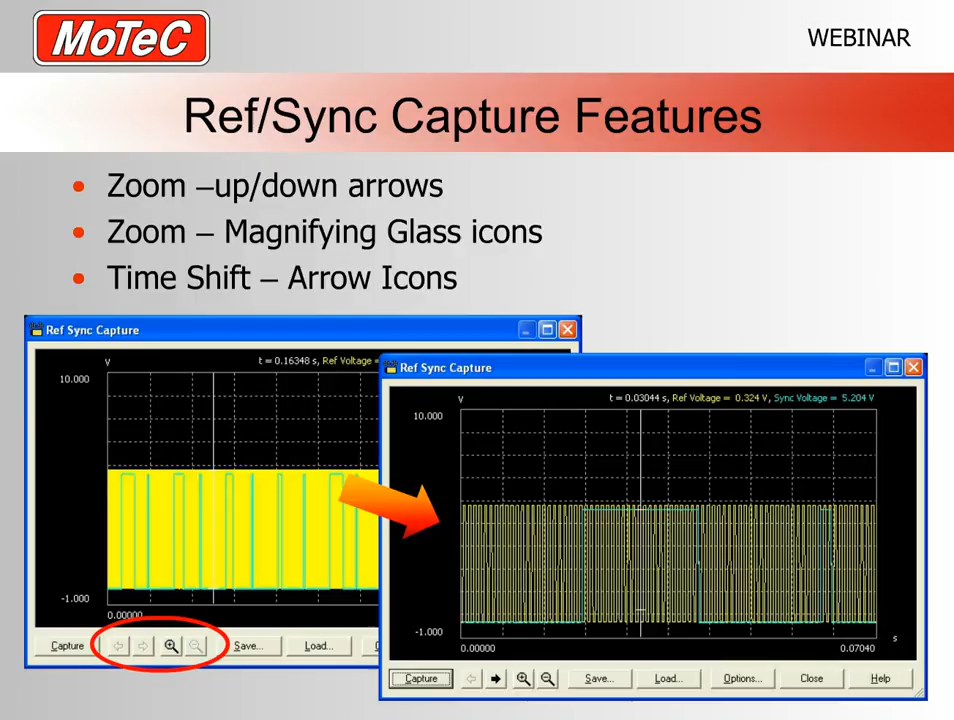 MoTeC
WEBINAR
Ref/Sync Capture Features
• Zoom –up/down arrows
• Zoom – Magnifying Glass icons
• Time Shift – Arrow Icons
Ref Sync Capture
V
t = 0.16348 s, Ref Voltage =
10.000
-1.000
0.00000
Capture
Save...
Load...
Ref Sync Capture
V
t = 0.03044 s, Ref Voltage = 0.324 V, Sync Voltage = 5.204 V
10.000
-1.000
s
0.00000
0.07040
Capture
Save...
Load...
Options...
Close
Help